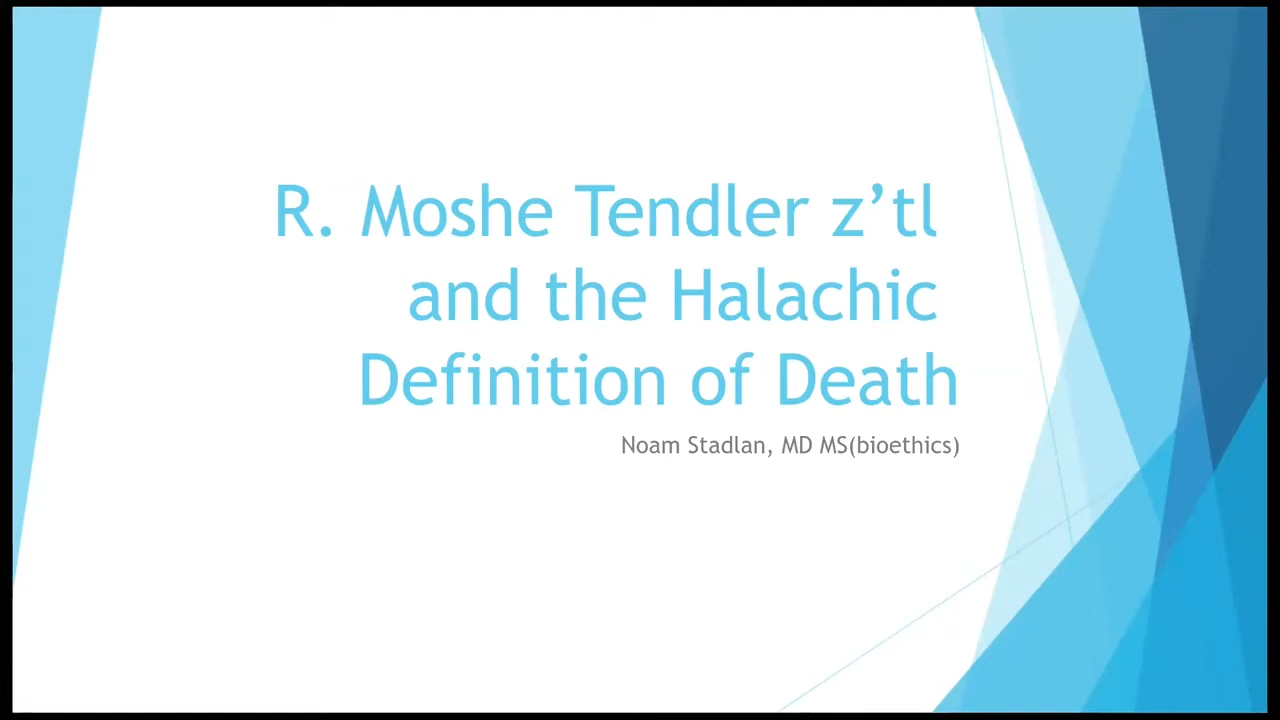 R. Moshe Tendler z’tl
and the Halachic
Definition of Death
Noam Stadlan, MD MS(bioethics)